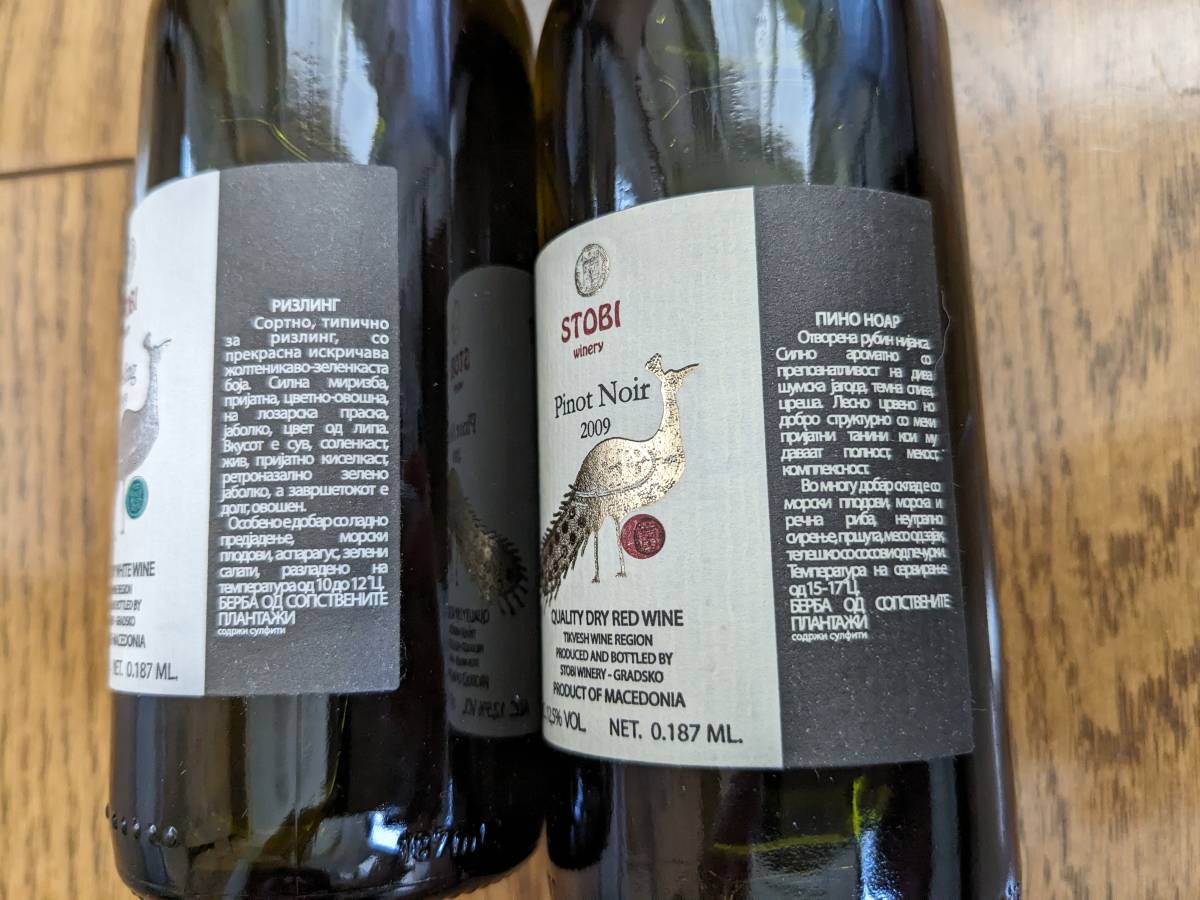 РИЗЛИНГ
Сортно, типично
за ризлинг, со
прекрасна искричава
жолтеникаво-зеленкаста
боја. Силна миризба,
пријатна, цветно-овошна,
на лозарска праска,
јаболко, цвет од липа.
Вкусот е сув, соленкаст,
жив, пријатно киселкаст,
ретроназално зелено
јаболко, а завршетокот е
долг, овошен.
Особено е добар со ладно
предјадење, морски
плодови, аспарагус, зелени
салати, разладено на
температура од 10 до 12°Ц.
БЕРБА ОД СОПСТВЕНИТЕ
ПЛАНТАЖИ
содржи сулфити
WHITE WINE
REGION
BOTTLED BY
- GRADSKO
MACEDONIA
NET. 0.187 ML.
STOBI
winery
Pinot Noir
2009
QUALITY DRY RED WINE
TIKVESH WINE REGION
PRODUCED AND BOTTLED BY
STOBI WINERY - GRADSKO
PRODUCT OF MACEDONIA
12,5% VOL. NET. 0.187 ML.
ПИНО НОАР
Отворена рубин нијанса.
Силно ароматно со
препознатливост на дива
шумска јагода, темна слива,
цреша. Лесно црвено но
добро структурно со меки
пријатни танини кои му
даваат полност, мекост,
комплексност.
Во многу добар склад е со
морски плодови, морска и
речна риба, неутрално
сирење, пршута, месо од зајак,
телешко со сосови од печурки.
Температура на сервирање
од 15-17°Ц.
БЕРБА ОД СОПСТВЕНИТЕ
ПЛАНТАЖИ
содржи сулфити